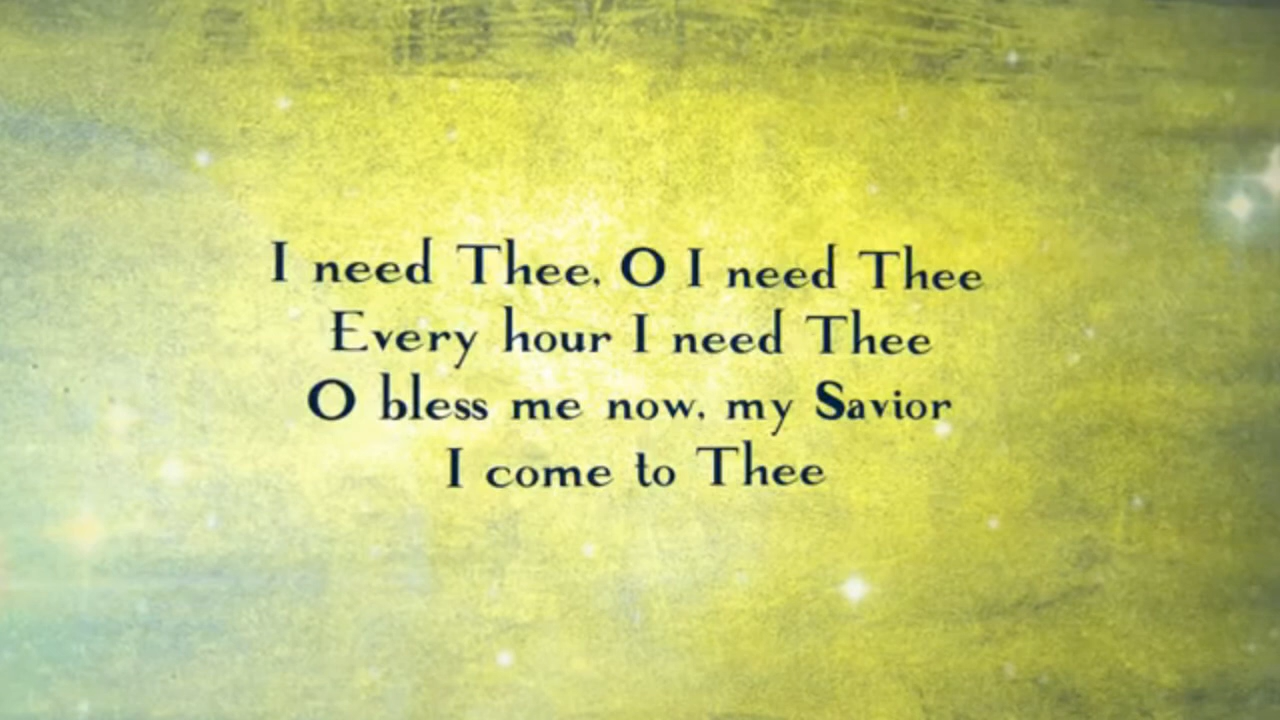 I need Thee, O I need Thee
Every hour I need Thee
O bless me now, my Savior
I come to Thee